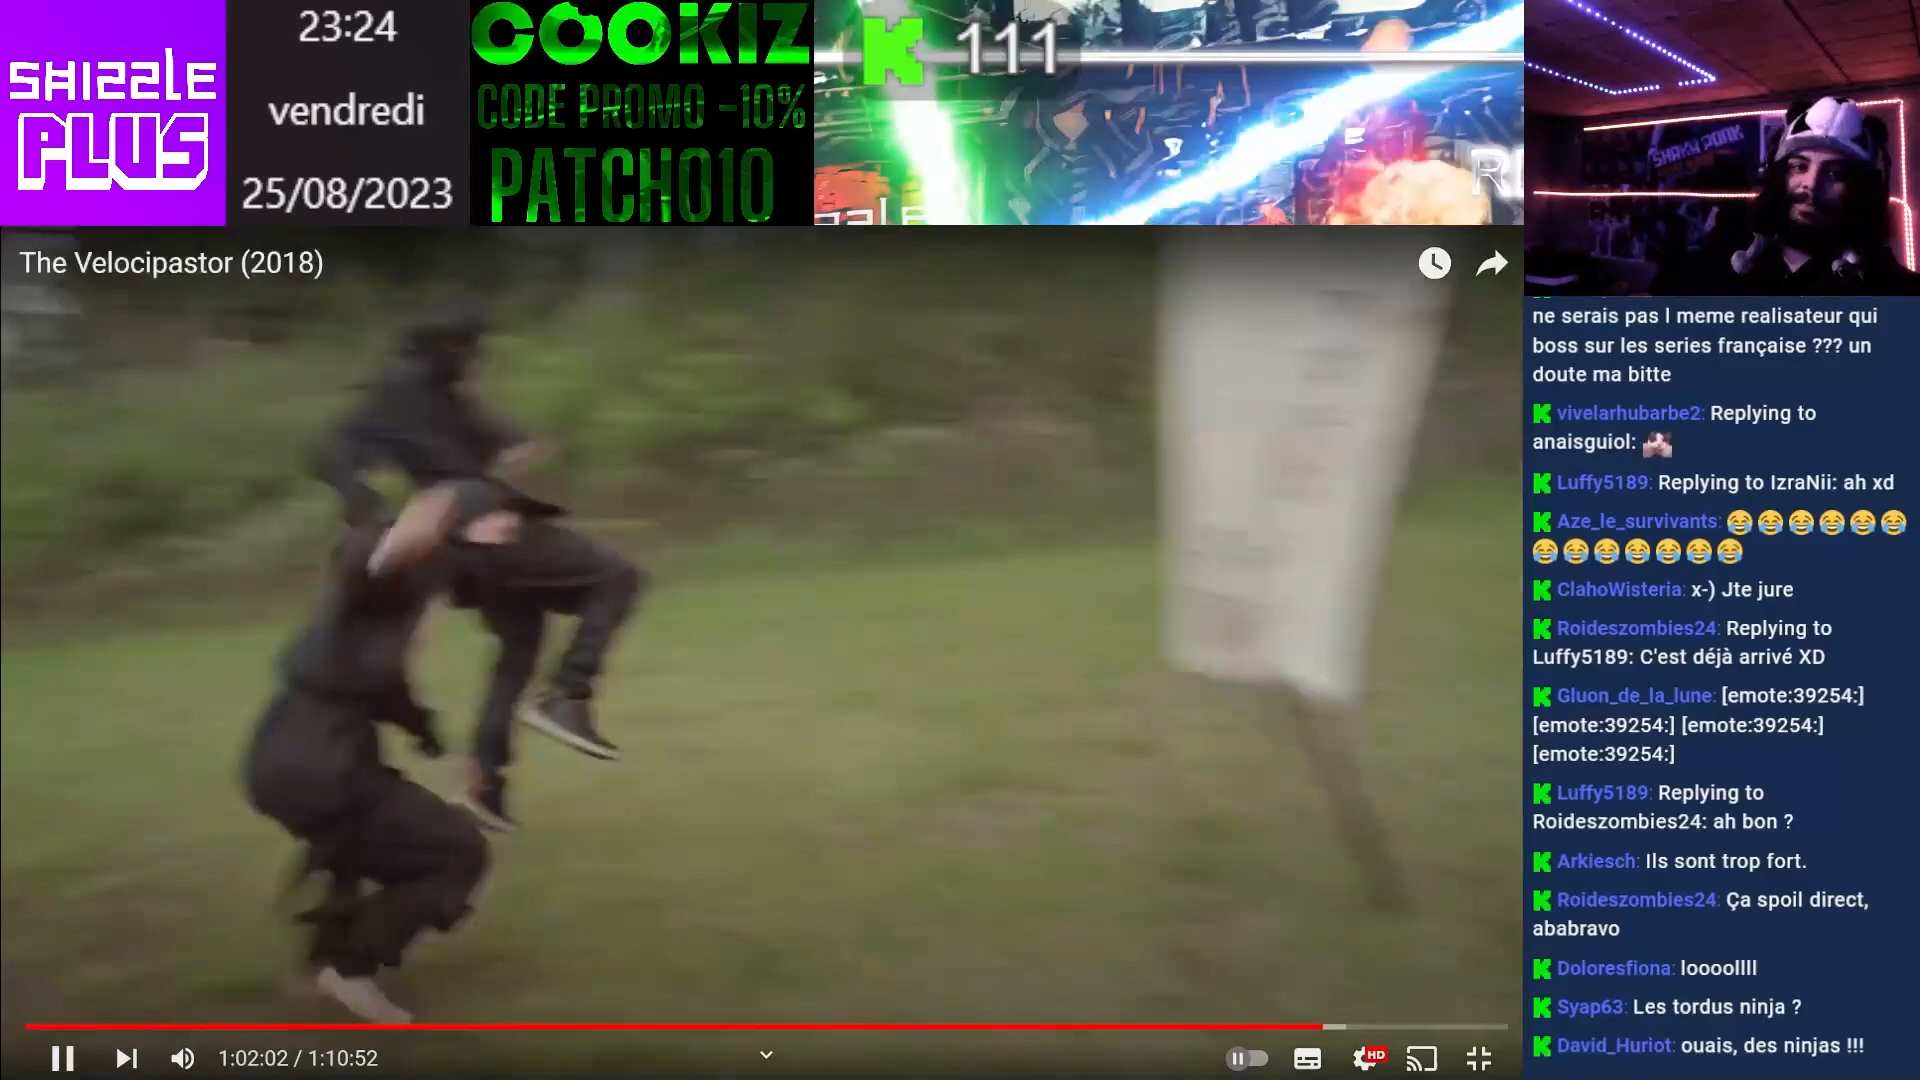 SHIZZLE
PLUS
23:24
vendredi
25/08/2023
COOKIZ
CODE PROMO -10%
PATCH010
111
SHAKA PONK
The Velocipastor (2018)
ne serais pas l meme realisateur qui
boss sur les series française ??? un
doute ma bitte
vivelarhubarbe2: Replying to
anaisguiol:
Luffy5189: Replying to IzraNii: ah xd
Aze_le_survivants: 😂😂😂😂😂😂
😂😂😂😂😂😂😂
ClahoWisteria: x-) Jte jure
Roideszombies24: Replying to
Luffy5189: C'est déjà arrivé XD
Gluon_de_la_lune: [emote:39254:]
[emote:39254:] [emote:39254:]
[emote:39254:]
Luffy5189: Replying to
Roideszombies24: ah bon ?
Arkiesch: Ils sont trop fort.
Roideszombies24: Ça spoil direct,
ababravo
Doloresfiona: loooollll
Syap63: Les tordus ninja ?
David_Huriot: ouais, des ninjas !!!
1:02:02 / 1:10:52
HD